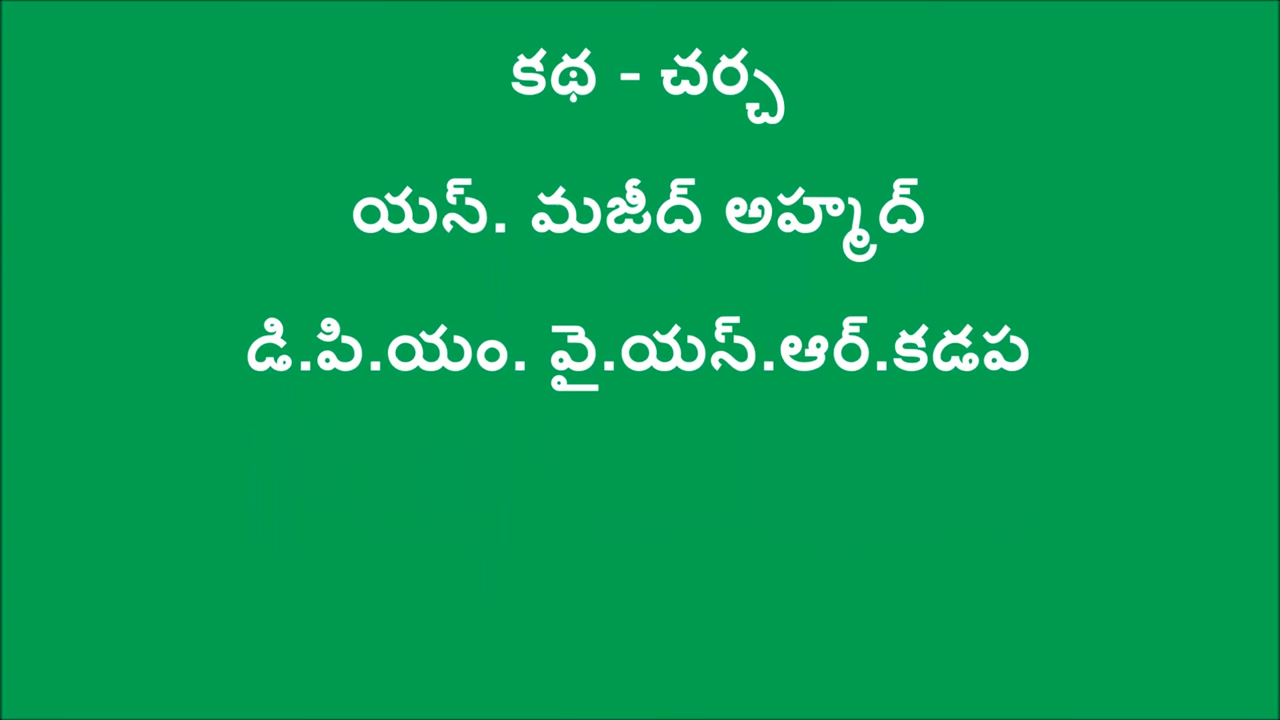 కథ - చర్చ
యస్. మజీద్ అహ్మద్
డి.పి.యం. వై.యస్.ఆర్.కడప